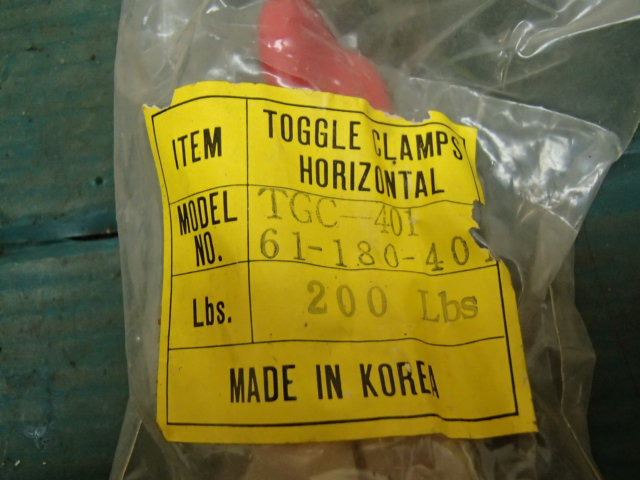 ITEM TOGGLE CLAMPS
HORIZONTAL
MODEL NO. TGC-401
61-180-401
Lbs. 200 Lbs
MADE IN KOREA